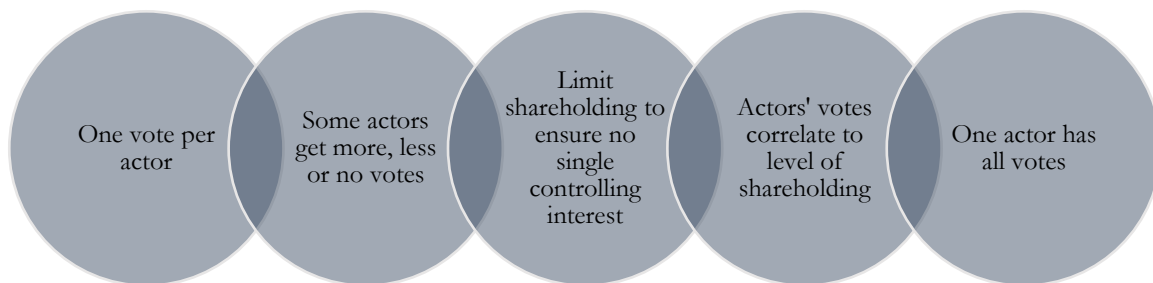 One vote per
actor
Some actors
get more, less
or no votes
Limit
shareholding to
ensure no
single
controlling
interest
Actors' votes
correlate to
level of
shareholding
One actor has
all votes